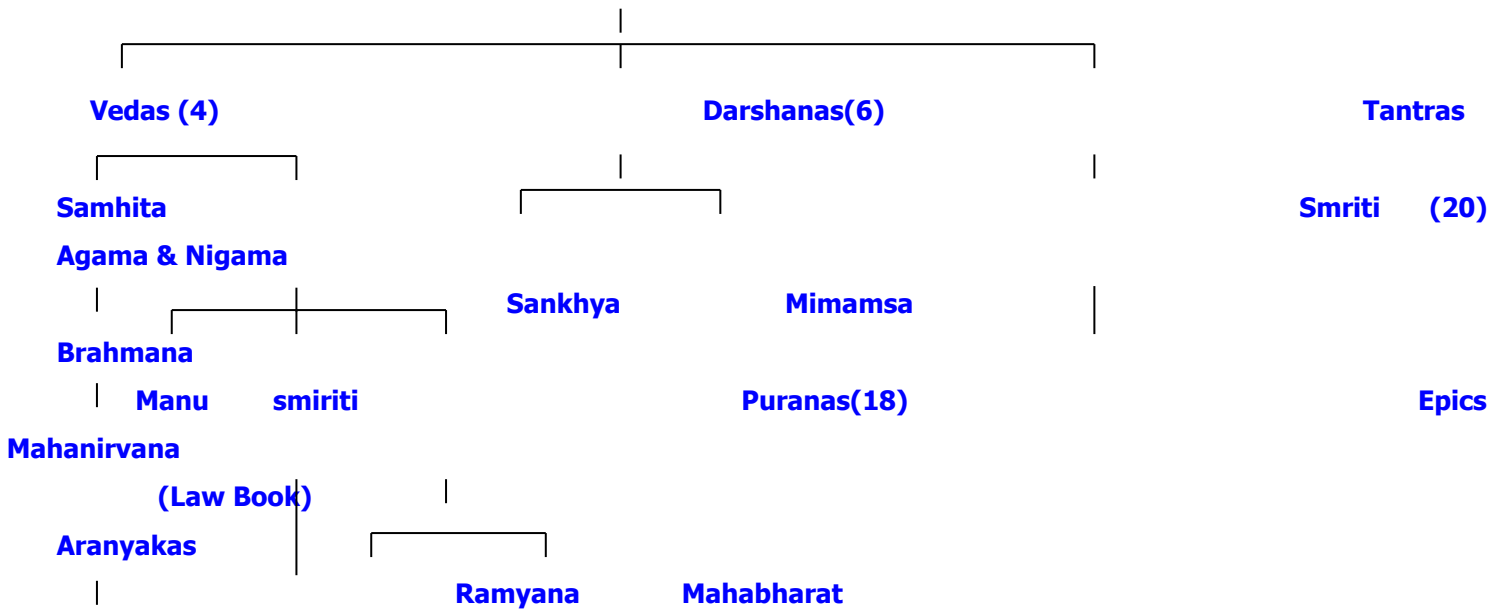 Vedas (4) Darshanas(6) Tantras
Samhita Smriti (20)
Agama & Nigama
Sankhya Mimamsa
Brahmana
Manu smiriti Puranas(18) Epics
Mahanirvana
(Law Book)
Aranyakas
Ramyana Mahabharat